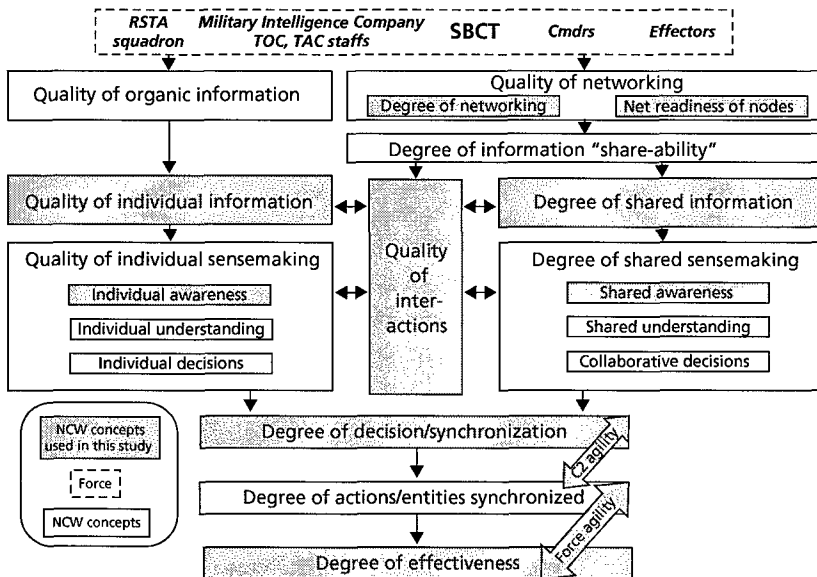 RSTA
squadron
Military Intelligence Company
TOC, TAC staffs
SBCT
Cmdrs
Effectors
Quality of organic information
Quality of networking
Degree of networking
Net readiness of nodes
Degree of information “share-ability”
Quality of individual information
Quality
of
inter-
actions
Degree of shared information
Quality of individual sensemaking
Individual awareness
Individual understanding
Individual decisions
Degree of shared sensemaking
Shared awareness
Shared understanding
Collaborative decisions
NCW concepts
used in this study
Force
NCW concepts
Degree of decision/synchronization
C2 agility
Degree of actions/entities synchronized
Force agility
Degree of effectiveness